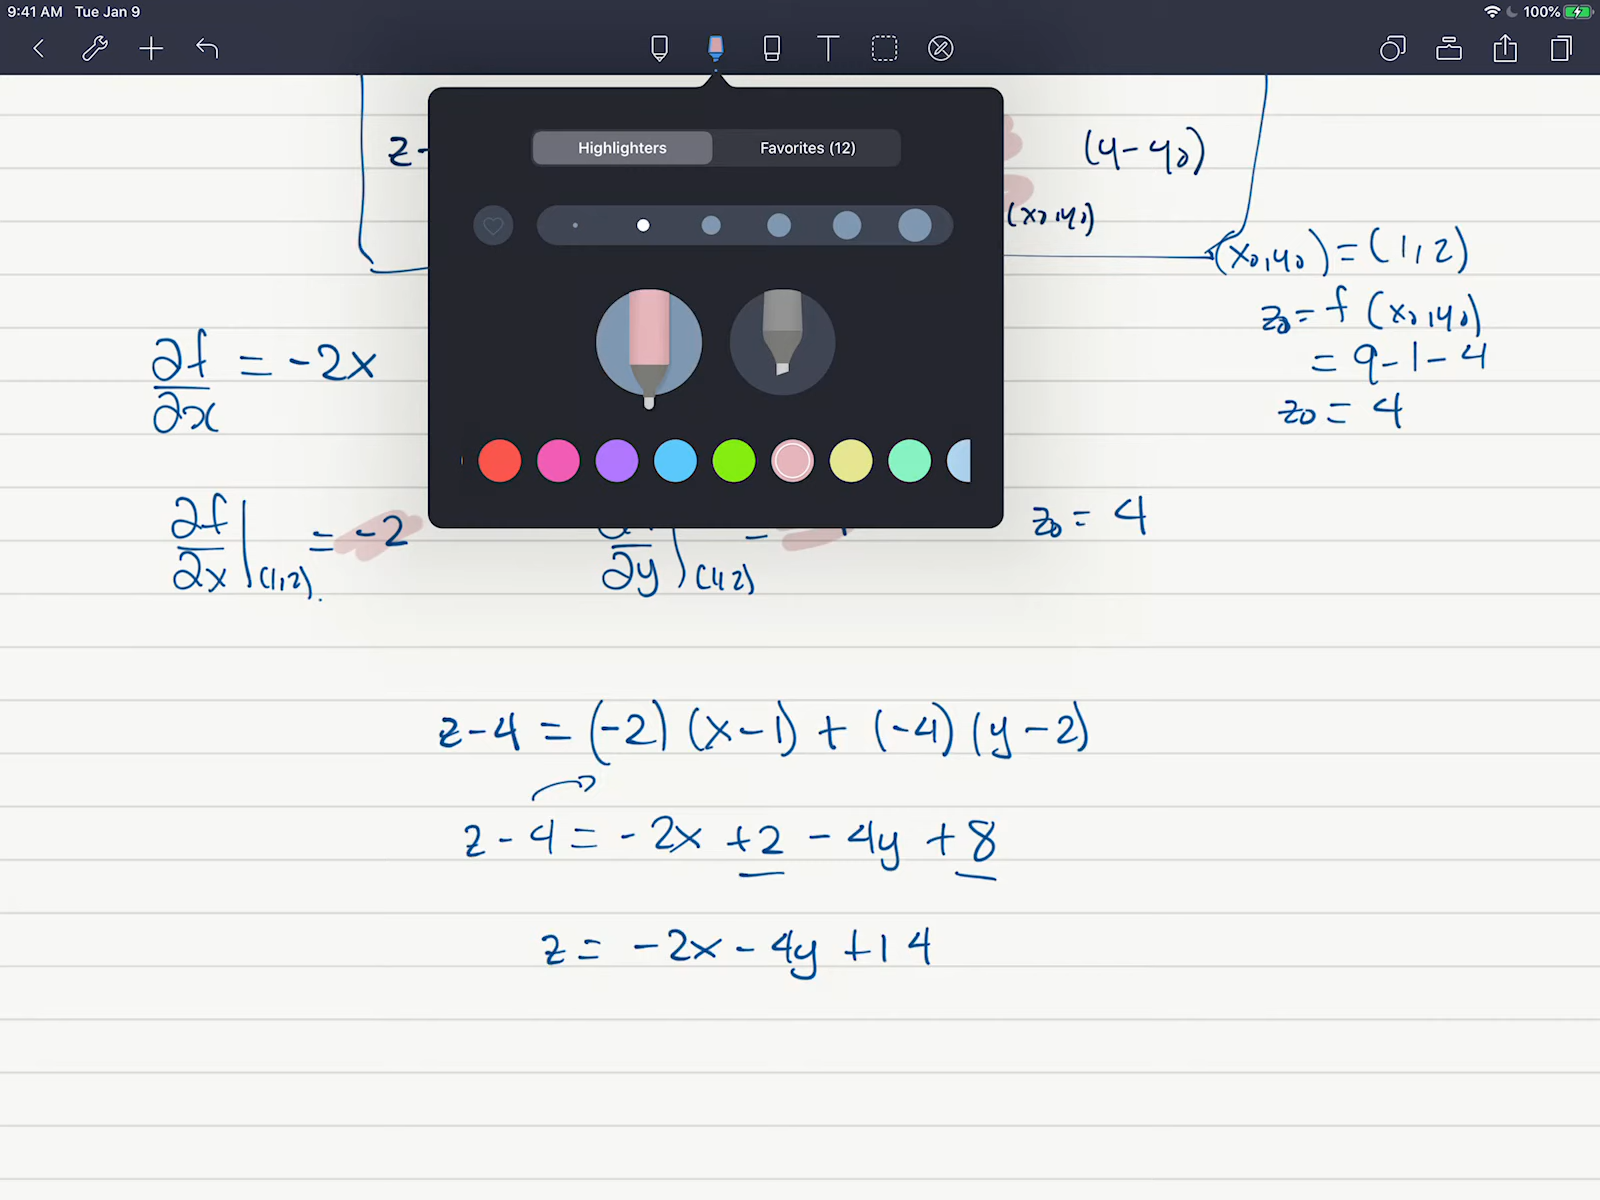 9:41 AM Tue Jan 9 100%
Highlighters Favorites (12)
z- (y-y₀)
(x₀,y₀)
(x₀,y₀) = (1,2)
z₀ = f (x₀,y₀)
= 9-1-4
z₀ = 4
∂f/∂x = -2x
∂f/∂x|(1,2). = -2 ∂y|(1,2) = z₀ = 4
z-4 = (-2) (x-1) + (-4) (y-2)
z-4 = -2x +2 -4y +8
z = -2x-4y+14